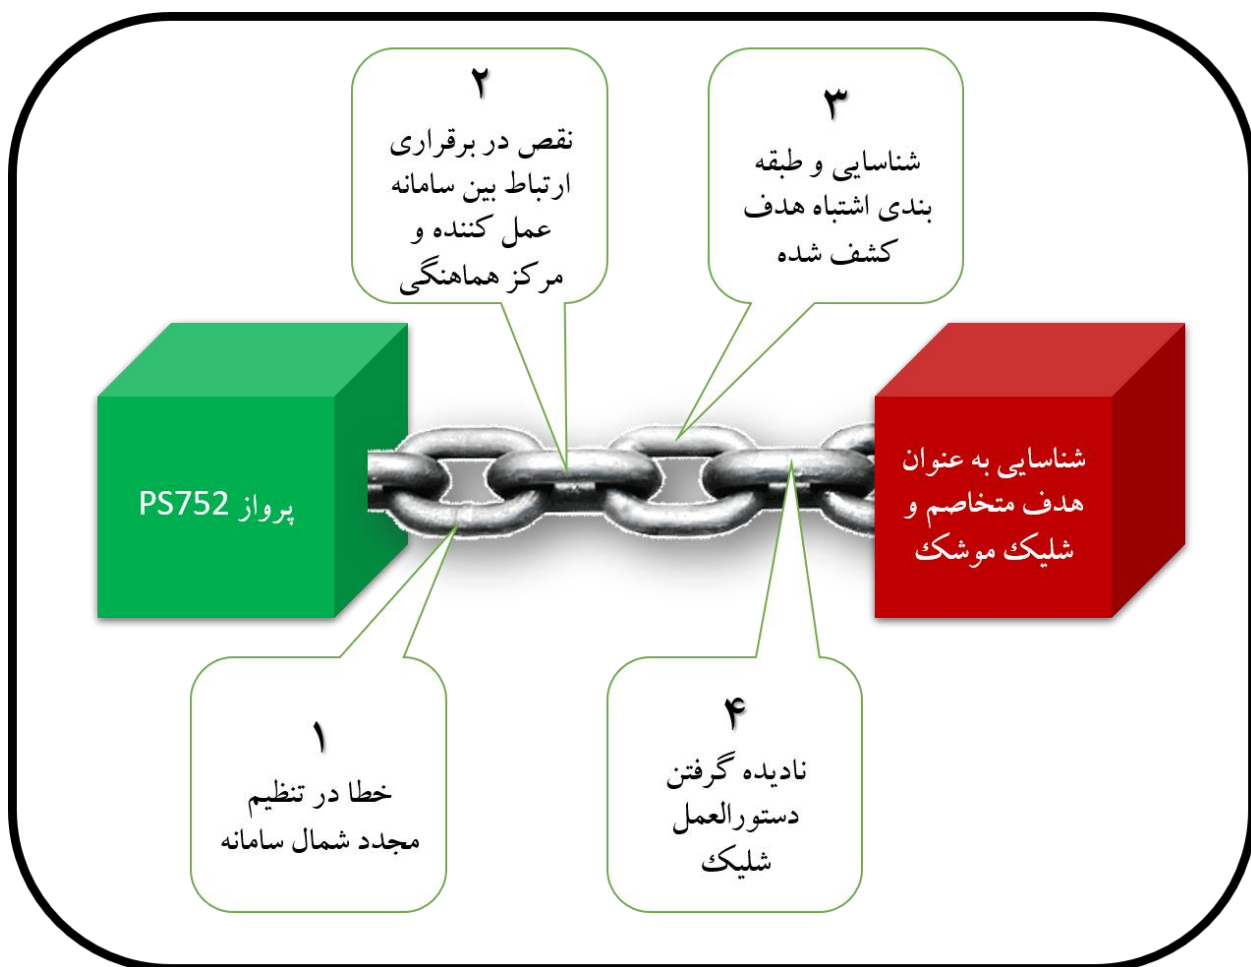 ۲
نقص در برقراری
ارتباط بین سامانه
عمل کننده و
مرکز هماهنگی
۳
شناسایی و طبقه
بندی اشتباه هدف
کشف شده
پرواز PS752
شناسایی به عنوان
هدف متخاصم و
شلیک موشک
۱
خطا در تنظیم
مجدد شمال سامانه
۴
نادیده گرفتن
دستورالعمل
شلیک